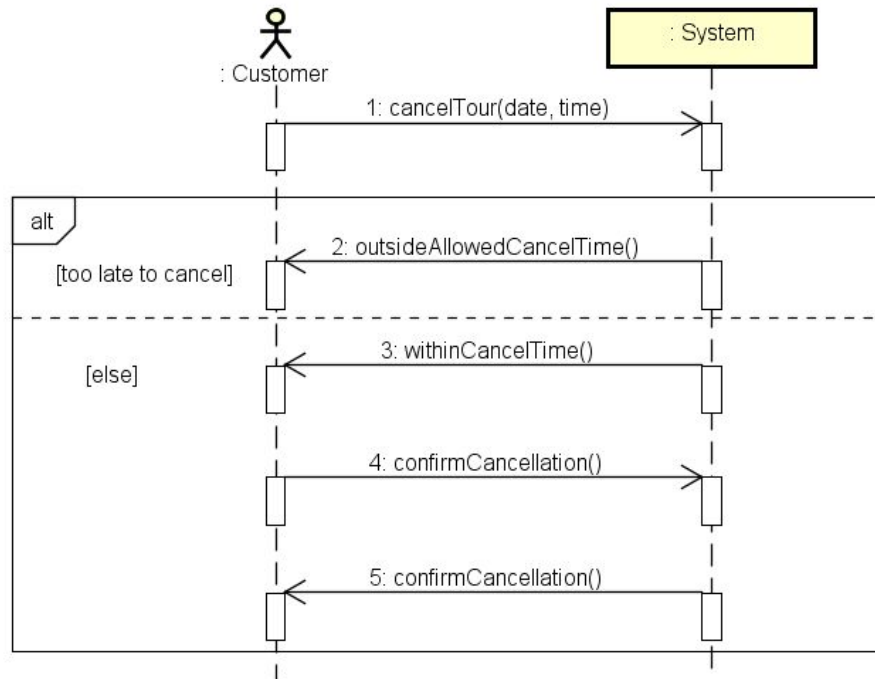 : Customer
: System
1: cancelTour(date, time)
alt
2: outsideAllowedCancelTime()
[too late to cancel]
3: withinCancelTime()
[else]
4: confirmCancellation()
5: confirmCancellation()